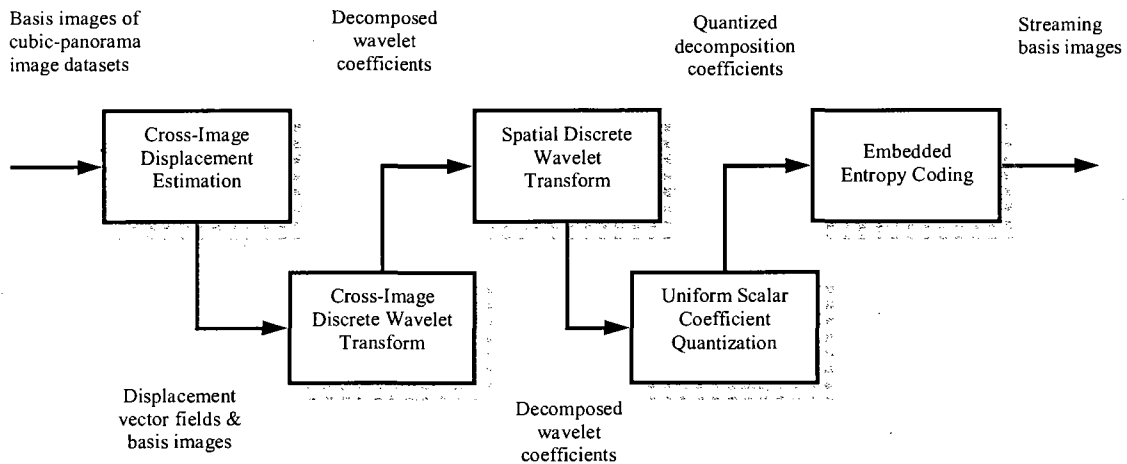 Basis images of
cubic-panorama
image datasets
Decomposed
wavelet
coefficients
Quantized
decomposition
coefficients
Streaming
basis images
Cross-Image
Displacement
Estimation
Spatial Discrete
Wavelet
Transform
Embedded
Entropy Coding
Cross-Image
Discrete Wavelet
Transform
Uniform Scalar
Coefficient
Quantization
Displacement
vector fields &
basis images
Decomposed
wavelet
coefficients